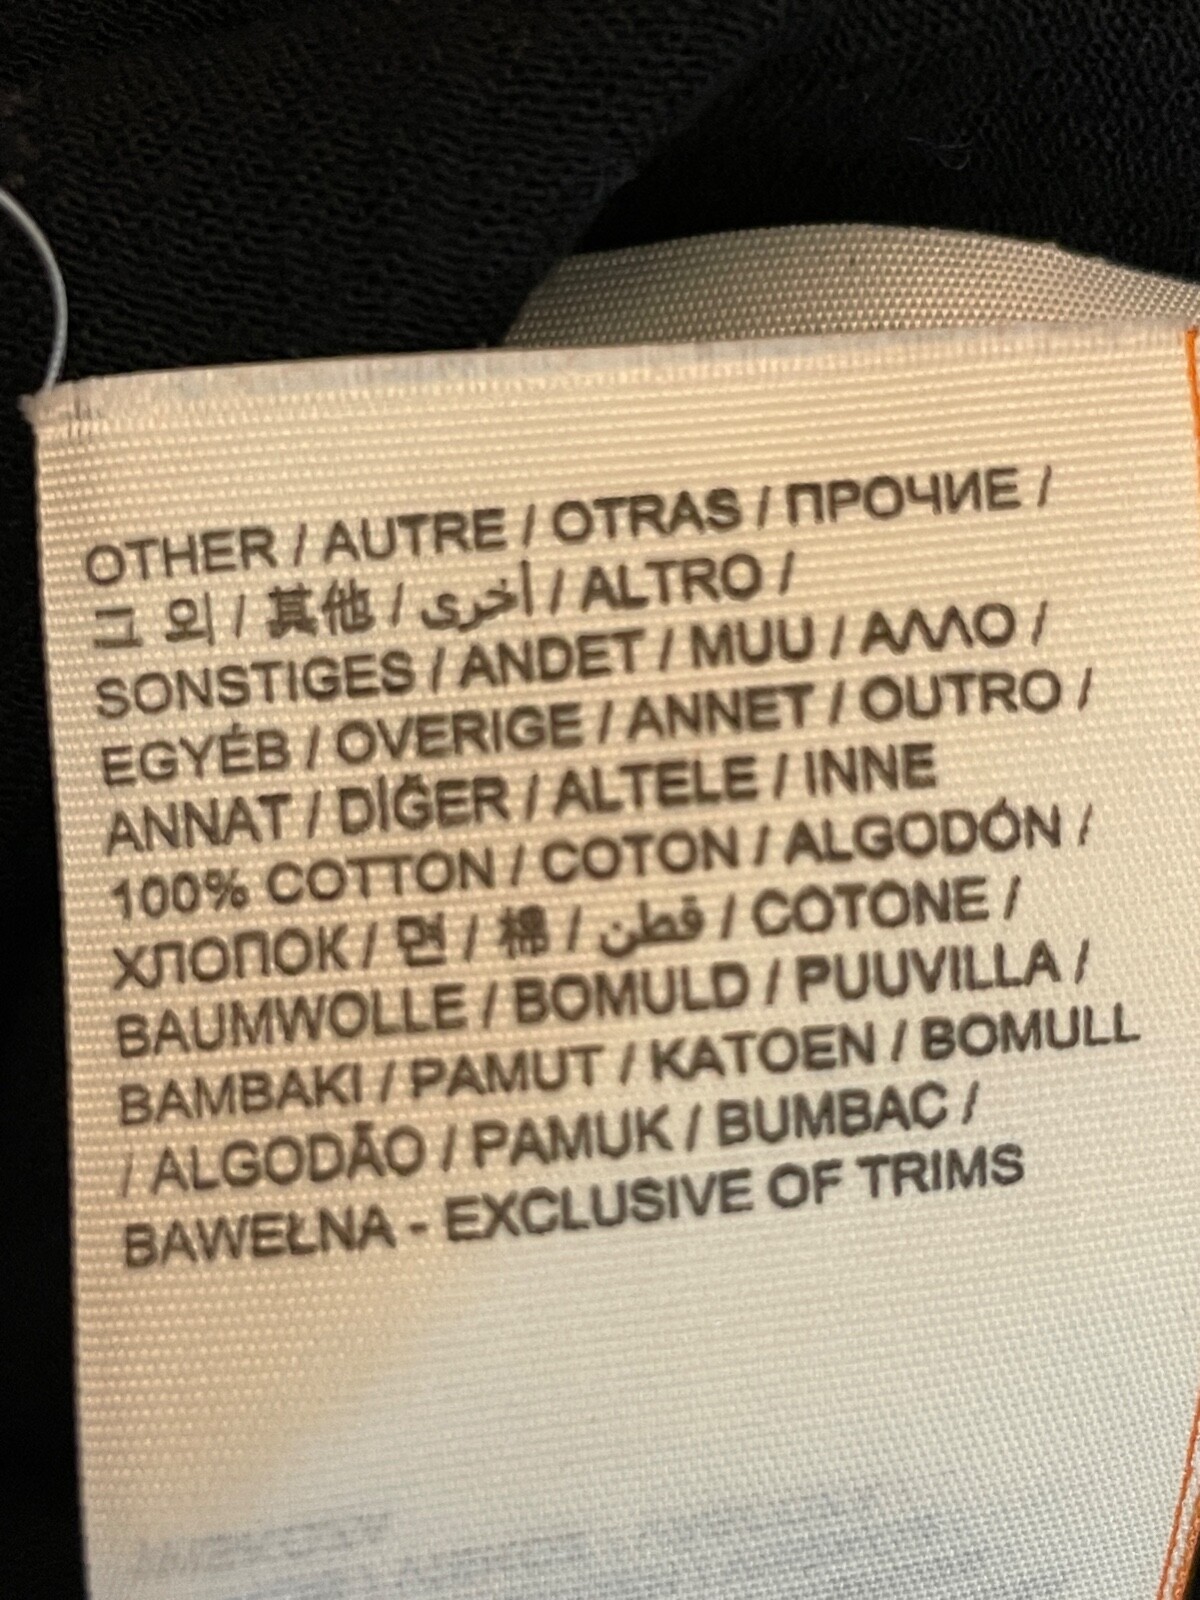 OTHER / AUTRE / OTRAS / ПРОЧИЕ /
그 외 / 其他 / أخرى / ALTRO /
SONSTIGES / ANDET / MUU / ΑΛΛΟ /
EGYÉB / OVERIGE / ANNET / OUTRO /
ANNAT / DİĞER / ALTELE / INNE
100% COTTON / COTON / ALGODÓN /
ХЛОПОК / 면 / 棉 / قطن / COTONE /
BAUMWOLLE / BOMULD / PUUVILLA /
BAMBAKI / PAMUT / KATOEN / BOMULL
/ ALGODÃO / PAMUK / BUMBAC /
BAWEŁNA - EXCLUSIVE OF TRIMS